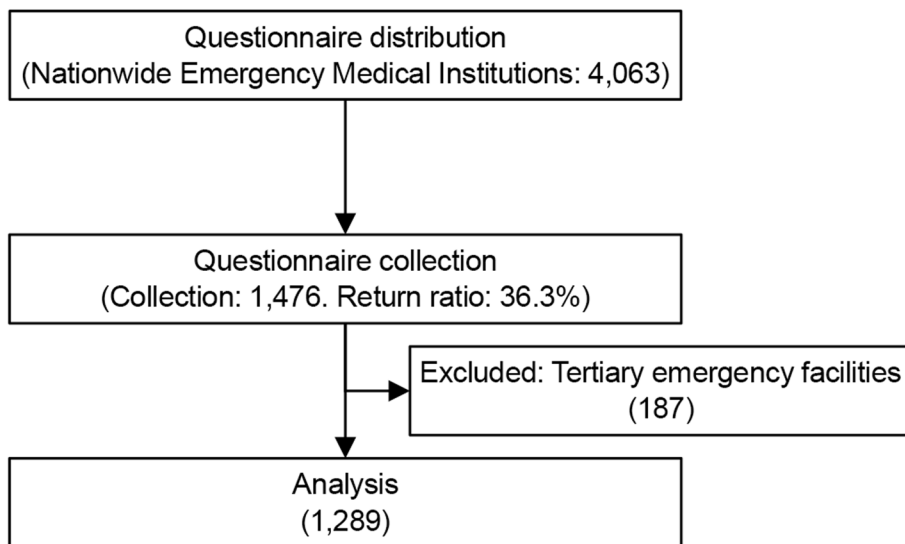 Questionnaire distribution
(Nationwide Emergency Medical Institutions: 4,063)
Questionnaire collection
(Collection: 1,476. Return ratio: 36.3%)
Excluded: Tertiary emergency facilities
(187)
Analysis
(1,289)